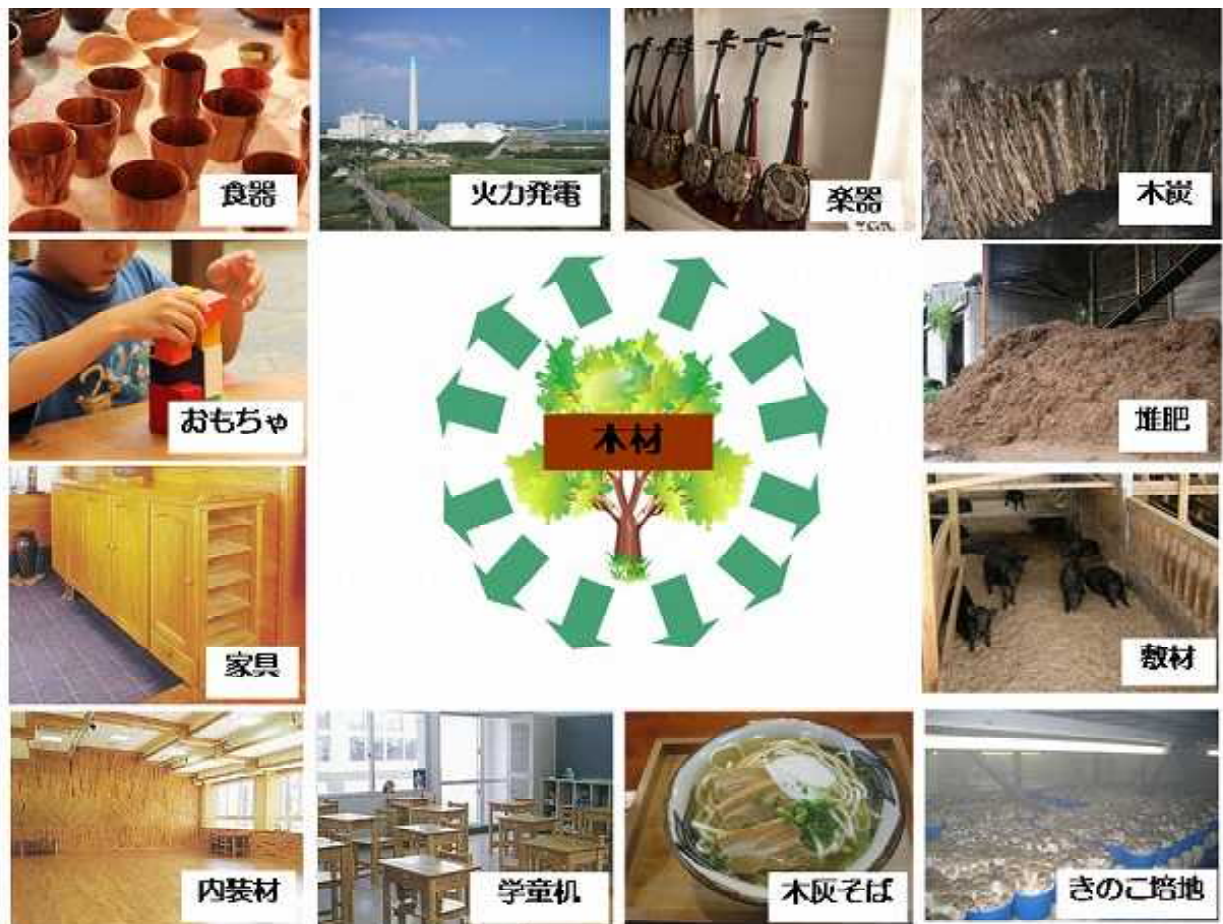 食器
火力発電
楽器
木炭
おもちゃ
木材
堆肥
家具
敷材
内装材
学童机
木灰そば
きのこ培地